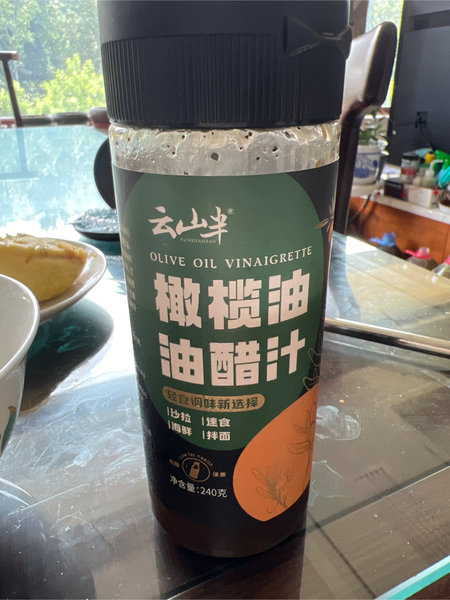 云山半®
YUNSHANBAN
OLIVE OIL VINAIGRETTE
橄榄油
油醋汁
轻食调味新选择
沙拉 速食
海鲜 拌面
净含量:240克